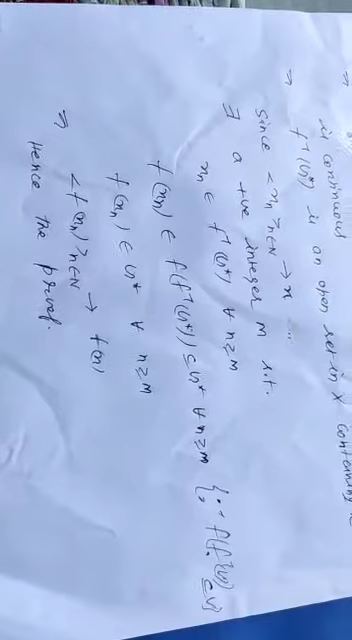 is continuous
⇒ f⁻¹(U*) is an open set in X containing
Since <xn>n∈N → x
∃ a +ve integer M s.t.
xn ∈ f⁻¹(U*) ∀ n≥M
f(xn) ∈ f(f⁻¹(U*)) ⊆ U* ∀ n≥M {∵ f(f⁻¹(U)) ⊆ U}
f(xn) ∈ U* ∀ n≥M
⇒ <f(xn)>n∈N → f(x)
Hence the proof.